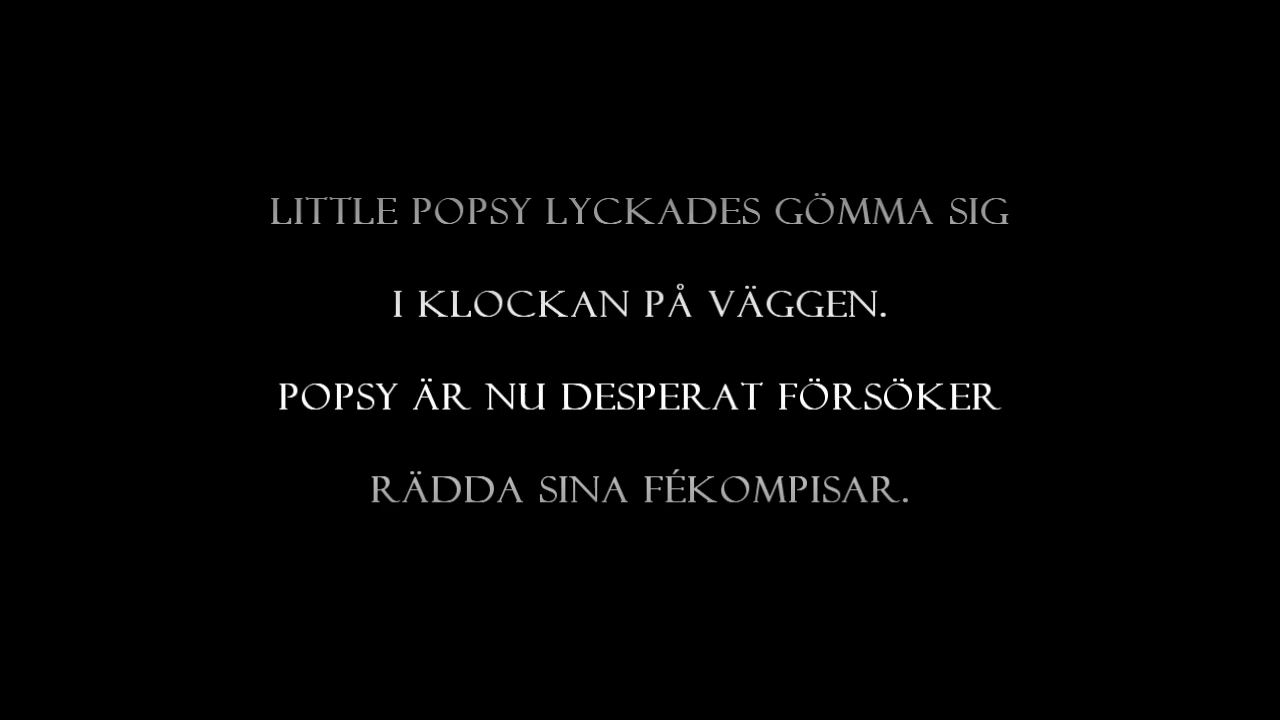 LITTLE POPSY LYCKADES GÖMMA SIG
I KLOCKAN PÅ VÄGGEN.
POPSY ÄR NU DESPERAT FÖRSÖKER
RÄDDA SINA FÉKOMPISAR.